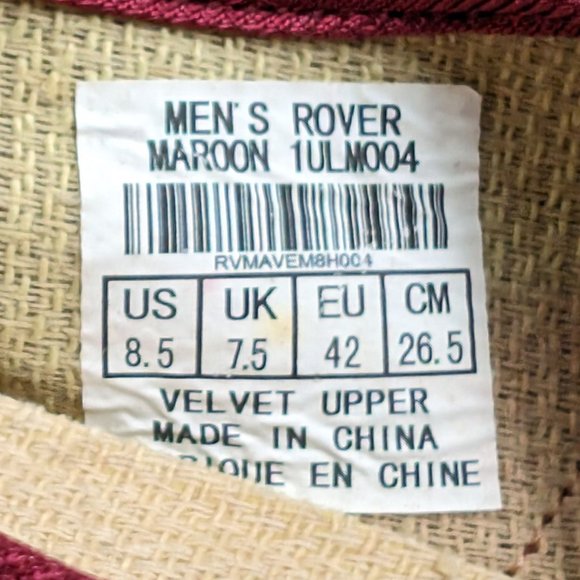 MEN'S ROVER
MAROON 1ULM004
RVMAVEM8H004
US UK EU CM
8.5 7.5 42 26.5
VELVET UPPER
MADE IN CHINA
EN CHINE